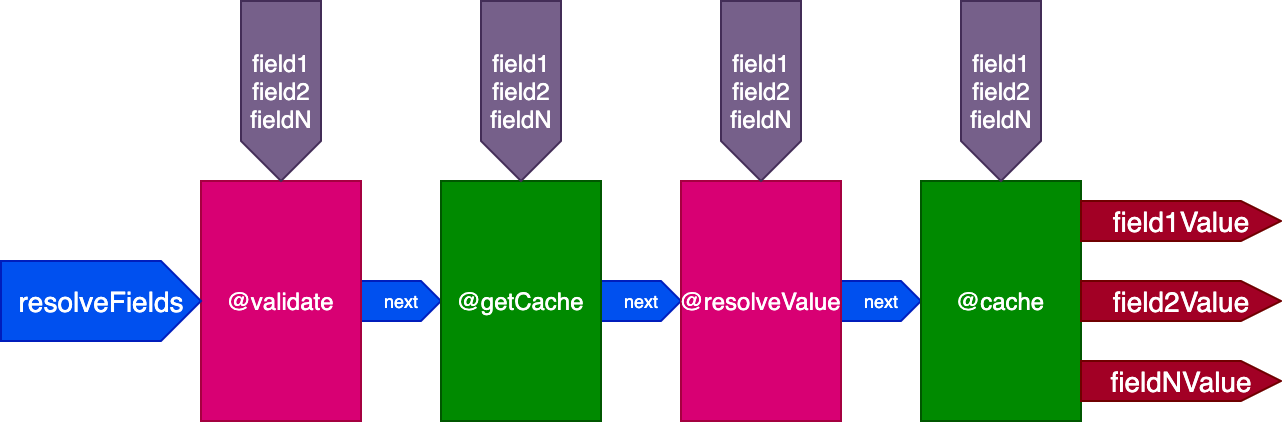 field1
field2
fieldN
field1
field2
fieldN
field1
field2
fieldN
field1
field2
fieldN
resolveFields
@validate
next
@getCache
next
@resolveValue
next
@cache
field1Value
field2Value
fieldNValue